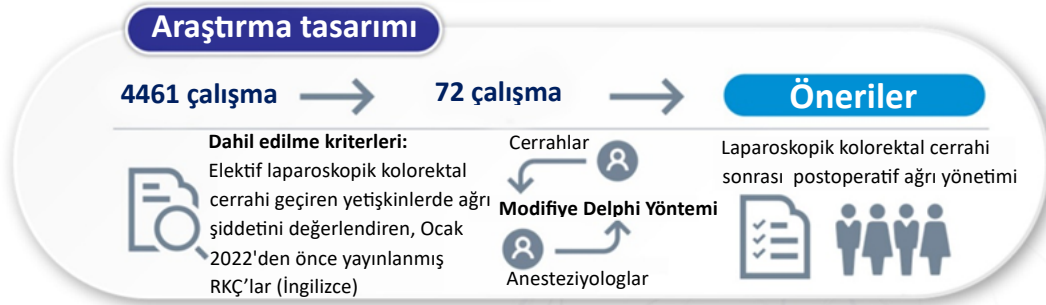 Araştırma tasarımı
4461 çalışma
72 çalışma
Öneriler
Dahil edilme kriterleri:
Elektif laparoskopik kolorektal
cerrahi geçiren yetişkinlerde ağrı
şiddetini değerlendiren, Ocak
2022'den önce yayınlanmış
RKÇ’lar (İngilizce)
Cerrahlar
Modifiye Delphi Yöntemi
Anesteziyologlar
Laparoskopik kolorektal cerrahi
sonrası postoperatif ağrı yönetimi